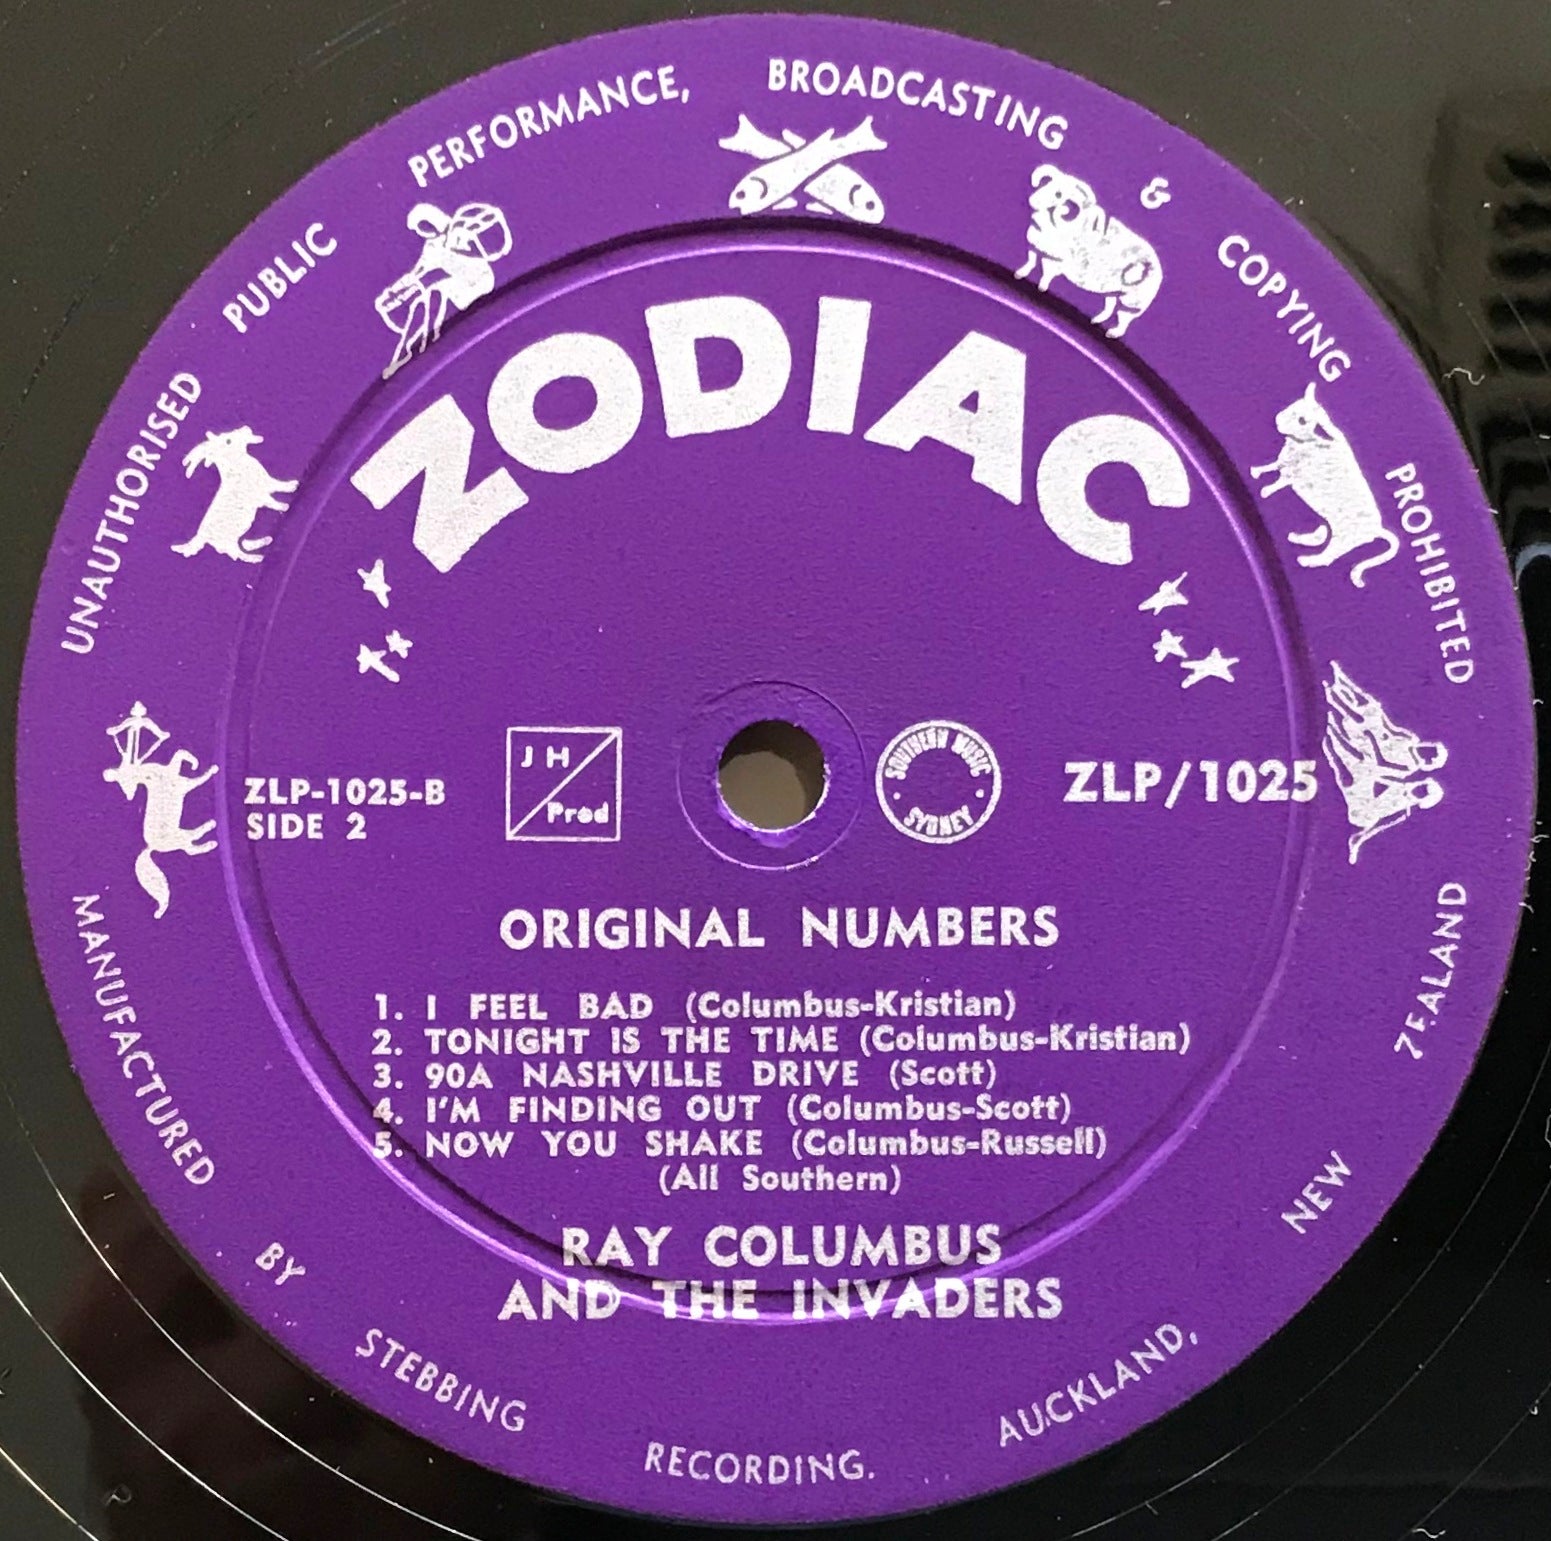 UNAUTHORISED PUBLIC PERFORMANCE, BROADCASTING & COPYING PROHIBITED
ZODIAC
ZLP-1025-B
SIDE 2
JH
Prod
SOUTHERN MUSIC
SYDNEY
ZLP/1025
ORIGINAL NUMBERS
1. I FEEL BAD (Columbus-Kristian)
2. TONIGHT IS THE TIME (Columbus-Kristian)
3. 90A NASHVILLE DRIVE (Scott)
4. I'M FINDING OUT (Columbus-Scott)
5. NOW YOU SHAKE (Columbus-Russell)
(All Southern)
RAY COLUMBUS
AND THE INVADERS
MANUFACTURED BY STEBBING RECORDING. AUCKLAND, NEW ZEALAND